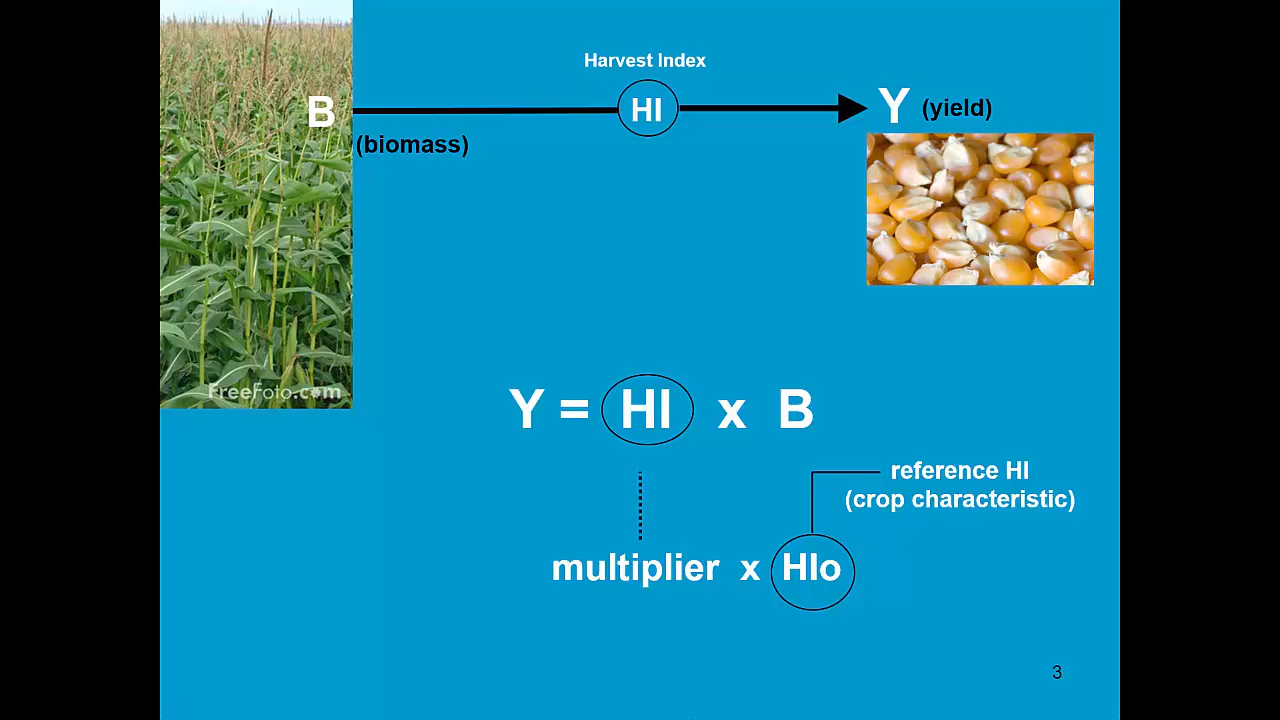 Harvest Index
B
HI
Y (yield)
(biomass)
FreeFoto.com
Y = HI x B
reference HI
(crop characteristic)
multiplier x HIo
3